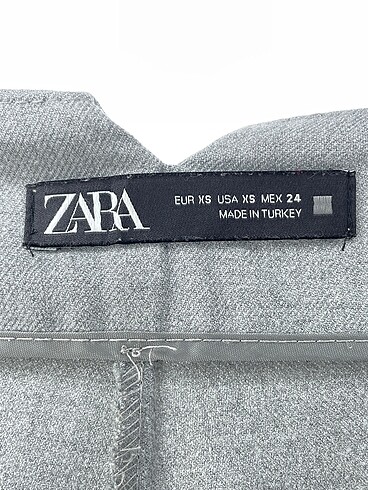 ZARA
EUR XS USA XS MEX 24
MADE IN TURKEY